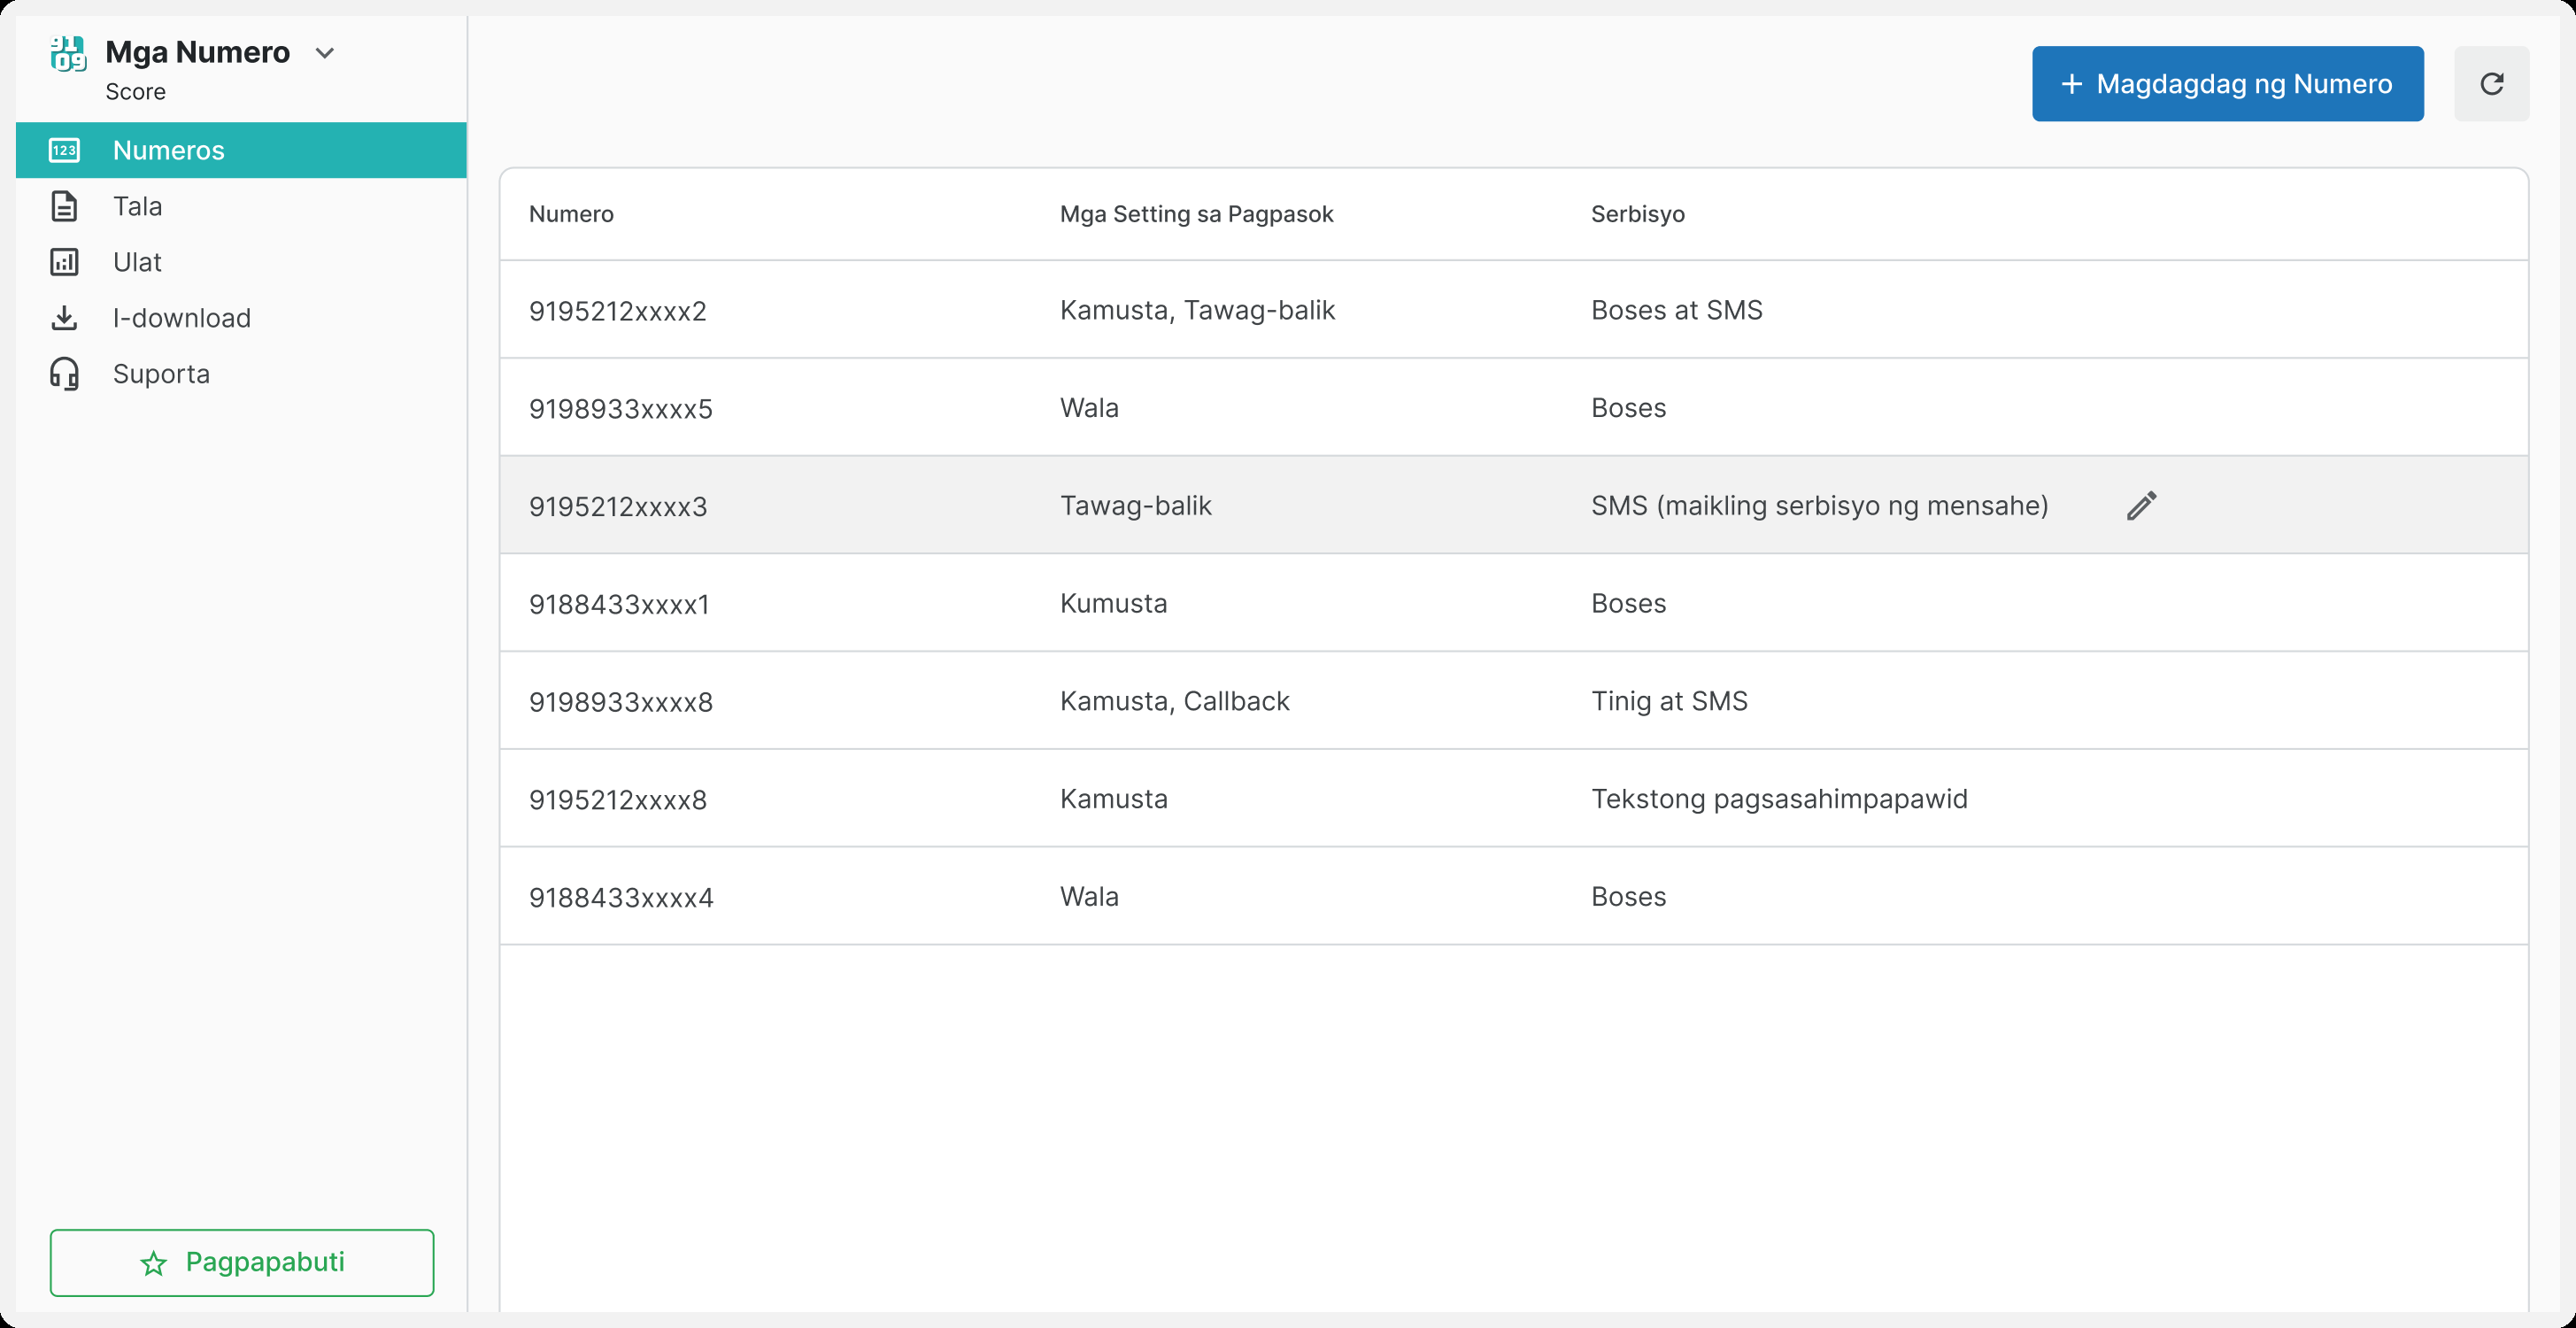 Mga Numero
Score
Numeros
Tala
Ulat
I-download
Suporta
Pagpapabuti
+ Magdagdag ng Numero
Numero Mga Setting sa Pagpasok Serbisyo
9195212xxxx2 Kamusta, Tawag-balik Boses at SMS
9198933xxxx5 Wala Boses
9195212xxxx3 Tawag-balik SMS (maikling serbisyo ng mensahe)
9188433xxxx1 Kumusta Boses
9198933xxxx8 Kamusta, Callback Tinig at SMS
9195212xxxx8 Kamusta Tekstong pagsasahimpapawid
9188433xxxx4 Wala Boses